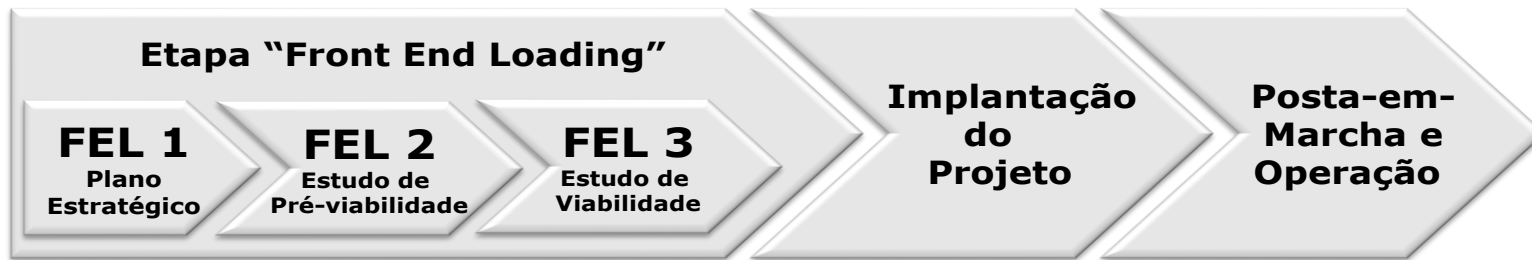 Etapa “Front End Loading”
FEL 1
Plano
Estratégico
FEL 2
Estudo de
Pré-viabilidade
FEL 3
Estudo de
Viabilidade
Implantação
do
Projeto
Posta-em-
Marcha e
Operação